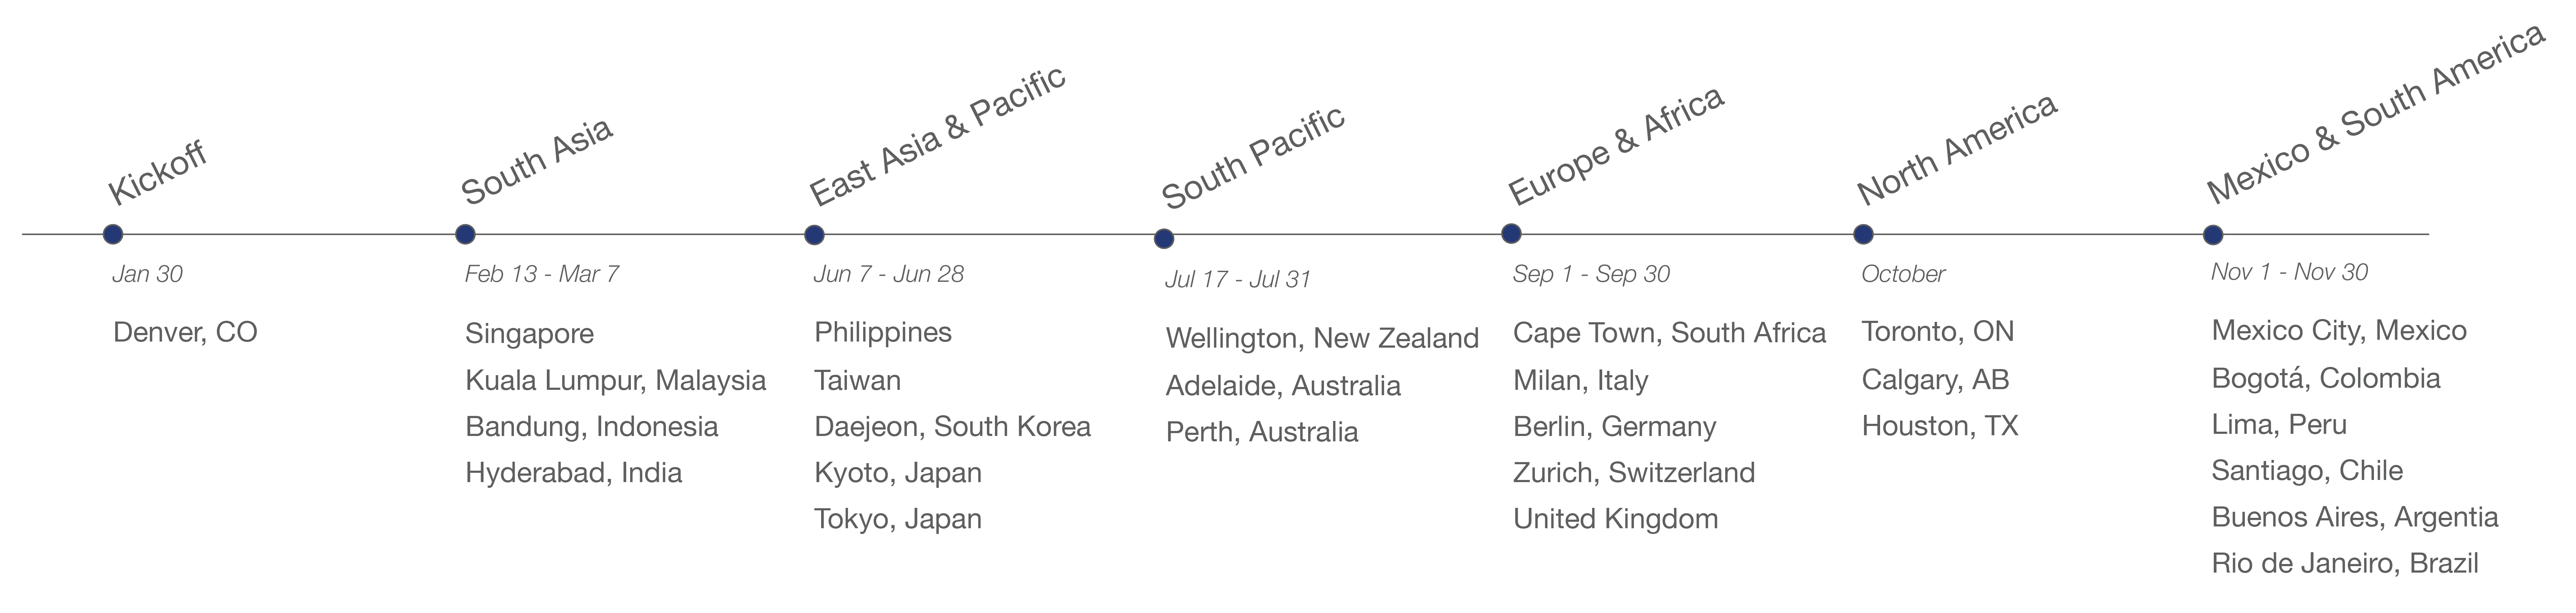 Kickoff
Jan 30
Denver, CO
South Asia
Feb 13 - Mar 7
Singapore
Kuala Lumpur, Malaysia
Bandung, Indonesia
Hyderabad, India
East Asia & Pacific
Jun 7 - Jun 28
Philippines
Taiwan
Daejeon, South Korea
Kyoto, Japan
Tokyo, Japan
South Pacific
Jul 17 - Jul 31
Wellington, New Zealand
Adelaide, Australia
Perth, Australia
Europe & Africa
Sep 1 - Sep 30
Cape Town, South Africa
Milan, Italy
Berlin, Germany
Zurich, Switzerland
United Kingdom
North America
October
Toronto, ON
Calgary, AB
Houston, TX
Mexico & South America
Nov 1 - Nov 30
Mexico City, Mexico
Bogotá, Colombia
Lima, Peru
Santiago, Chile
Buenos Aires, Argentia
Rio de Janeiro, Brazil